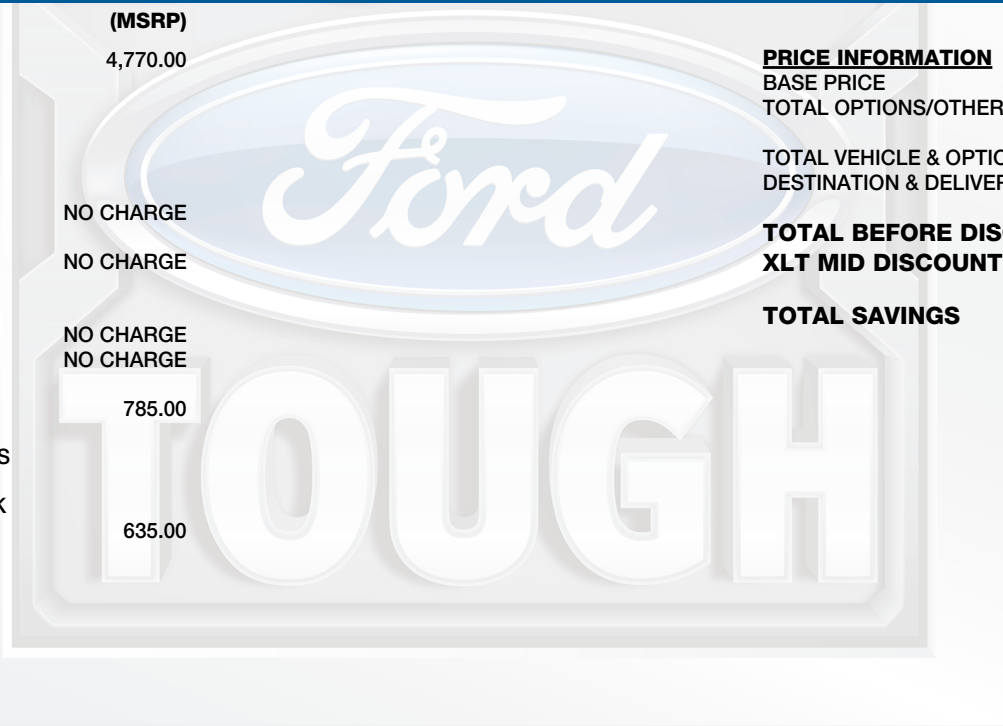 (MSRP)
4,770.00
NO CHARGE
NO CHARGE
NO CHARGE
NO CHARGE
785.00
S
K
635.00
PRICE INFORMATION
BASE PRICE
TOTAL OPTIONS/OTHER
TOTAL VEHICLE & OPTIO
DESTINATION & DELIVER
TOTAL BEFORE DIS
XLT MID DISCOUNT
TOTAL SAVINGS
Ford
TOUGH